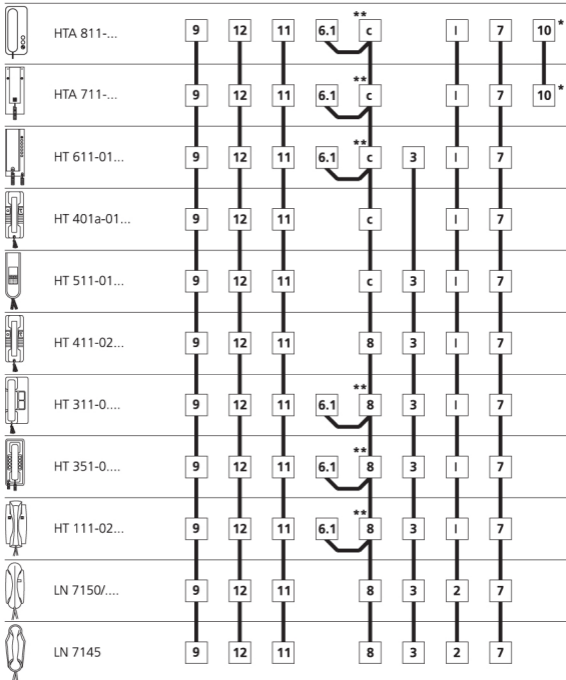 HTA 811-... 9 12 11 6.1 ** c I 7 10 *
HTA 711-... 9 12 11 6.1 ** c I 7 10 *
HT 611-01... 9 12 11 6.1 ** c 3 I 7
HT 401a-01... 9 12 11 c I 7
HT 511-01... 9 12 11 c 3 I 7
HT 411-02... 9 12 11 8 3 I 7
HT 311-0.... 9 12 11 6.1 ** 8 3 I 7
HT 351-0.... 9 12 11 6.1 ** 8 3 I 7
HT 111-02... 9 12 11 6.1 ** 8 3 I 7
LN 7150/.... 9 12 11 8 3 2 7
LN 7145 9 12 11 8 3 2 7